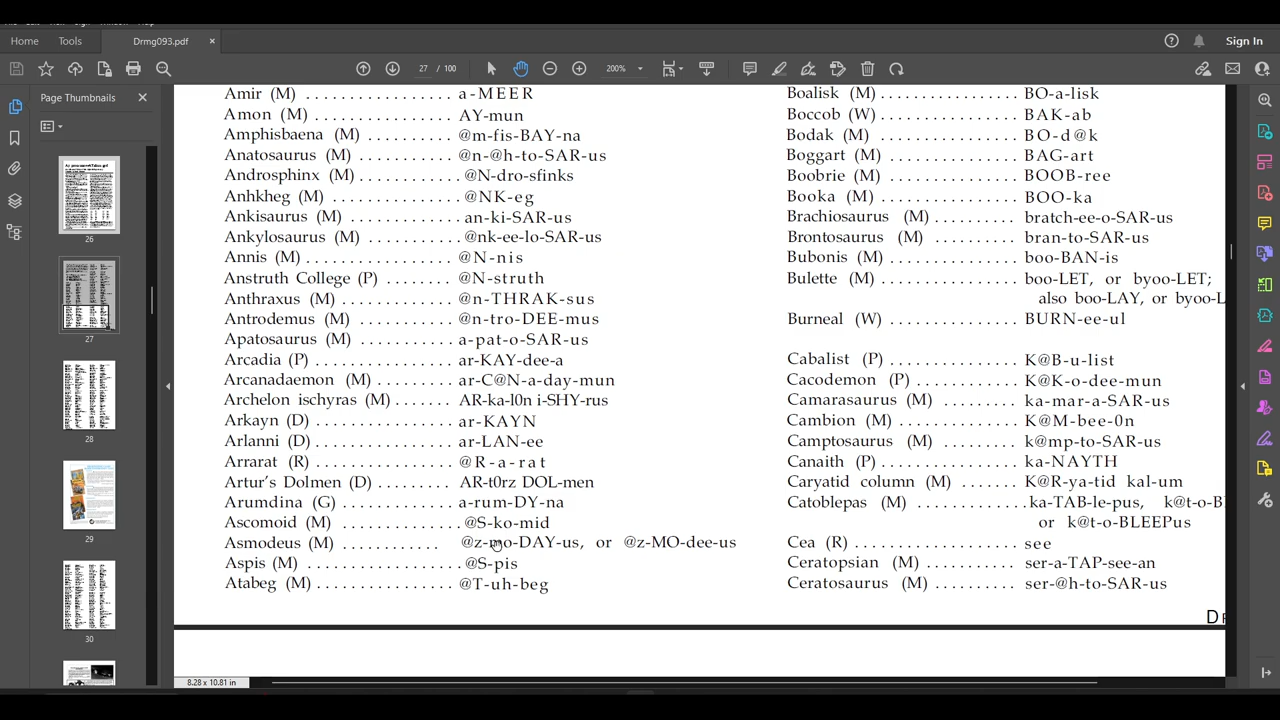 Home Tools Drmg093.pdf Sign In
27 / 100 200%
Page Thumbnails
26
27
28
29
30
Amir (M) . . . . . . . . . . . . . . . . . a-MEER
Amon (M) . . . . . . . . . . . . . . . . AY-mun
Amphisbaena (M) . . . . . . . . . . @m-fis-BAY-na
Anatosaurus (M) . . . . . . . . . . . @n-@h-to-SAR-us
Androsphinx (M) . . . . . . . . . . . . @N-dro-sfinks
Anhkheg (M) . . . . . . . . . . . . . . . @NK-eg
Ankisaurus (M) . . . . . . . . . . . . . an-ki-SAR-us
Ankylosaurus (M) . . . . . . . . . . . @nk-ee-lo-SAR-us
Annis (M) . . . . . . . . . . . . . . . . . @N-nis
Anstruth College (P) . . . . . . . . @N-struth
Anthraxus (M) . . . . . . . . . . . . . @n-THRAK-sus
Antrodemus (M) . . . . . . . . . . . @n-tro-DEE-mus
Apatosaurus (M) . . . . . . . . . . . a-pat-o-SAR-us
Arcadia (P) . . . . . . . . . . . . . . . . ar-KAY-dee-a
Arcanadaemon (M) . . . . . . . . . ar-C@N-a-day-mun
Archelon ischyras (M) . . . . . . . AR-ka-l0n i-SHY-rus
Arkayn (D) . . . . . . . . . . . . . . . . ar-KAYN
Arlanni (D) . . . . . . . . . . . . . . . . ar-LAN-ee
Arrarat (R) . . . . . . . . . . . . . . . . @R-a-rat
Artur's Dolmen (D) . . . . . . . . . AR-t0rz DOL-men
Arumdina (G) . . . . . . . . . . . . . . a-rum-DY-na
Ascomoid (M) . . . . . . . . . . . . . . @S-ko-mid
Asmodeus (M) . . . . . . . . . . . . @z-mo-DAY-us, or @z-MO-dee-us
Aspis (M) . . . . . . . . . . . . . . . . . . @S-pis
Atabeg (M) . . . . . . . . . . . . . . . . @T-uh-beg
Boalisk (M) . . . . . . . . . . . . . . . . BO-a-lisk
Boccob (W) . . . . . . . . . . . . . . . . BAK-ab
Bodak (M) . . . . . . . . . . . . . . . . . BO-d@k
Boggart (M) . . . . . . . . . . . . . . . . BAG-art
Boobrie (M) . . . . . . . . . . . . . . . . BOOB-ree
Booka (M) . . . . . . . . . . . . . . . . . BOO-ka
Brachiosaurus (M) . . . . . . . . . . bratch-ee-o-SAR-us
Brontosaurus (M) . . . . . . . . . . bran-to-SAR-us
Bubonis (M) . . . . . . . . . . . . . . . boo-BAN-is
Bulette (M) . . . . . . . . . . . . . . . . boo-LET, or byoo-LET;
also boo-LAY, or byoo-L
Burneal (W) . . . . . . . . . . . . . . . BURN-ee-ul
Cabalist (P) . . . . . . . . . . . . . . . . K@B-u-list
Cacodemon (P) . . . . . . . . . . . . . K@K-o-dee-mun
Camarasaurus (M) . . . . . . . . . . ka-mar-a-SAR-us
Cambion (M) . . . . . . . . . . . . . . K@M-bee-0n
Camptosaurus (M) . . . . . . . . . . k@mp-to-SAR-us
Canaith (P) . . . . . . . . . . . . . . . . ka-NAYTH
Caryatid column (M) . . . . . . . K@R-ya-tid kal-um
Catoblepas (M) . . . . . . . . . . . . . ka-TAB-le-pus, k@t-o-B
or k@t-o-BLEEPus
Cea (R) . . . . . . . . . . . . . . . . . . . see
Ceratopsian (M) . . . . . . . . . . . . ser-a-TAP-see-an
Ceratosaurus (M) . . . . . . . . . . . ser-@h-to-SAR-us
8.28 x 10.81 in